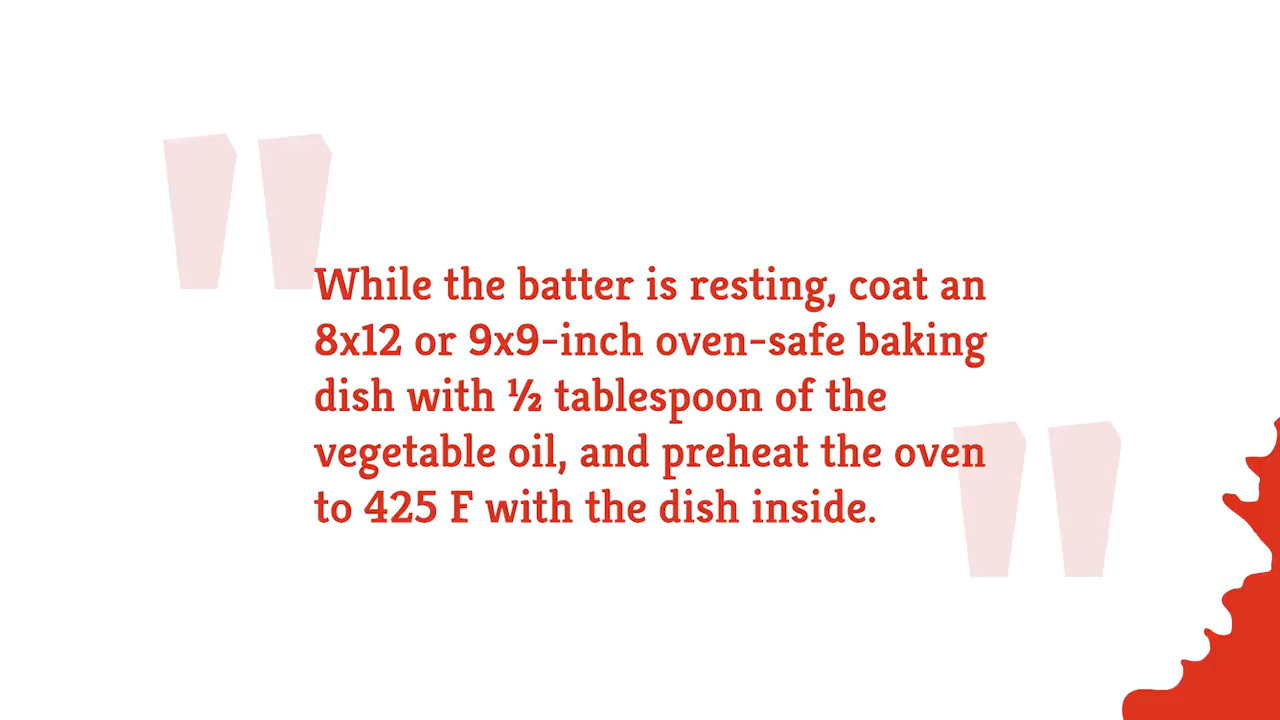 While the batter is resting, coat an
8x12 or 9x9-inch oven-safe baking
dish with ½ tablespoon of the
vegetable oil, and preheat the oven
to 425 F with the dish inside.